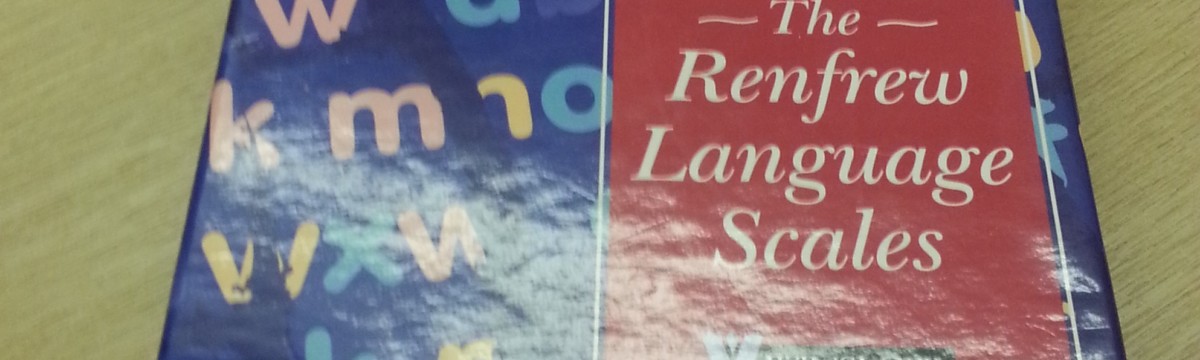 The
Renfrew
Language
Scales
w
k m
v x